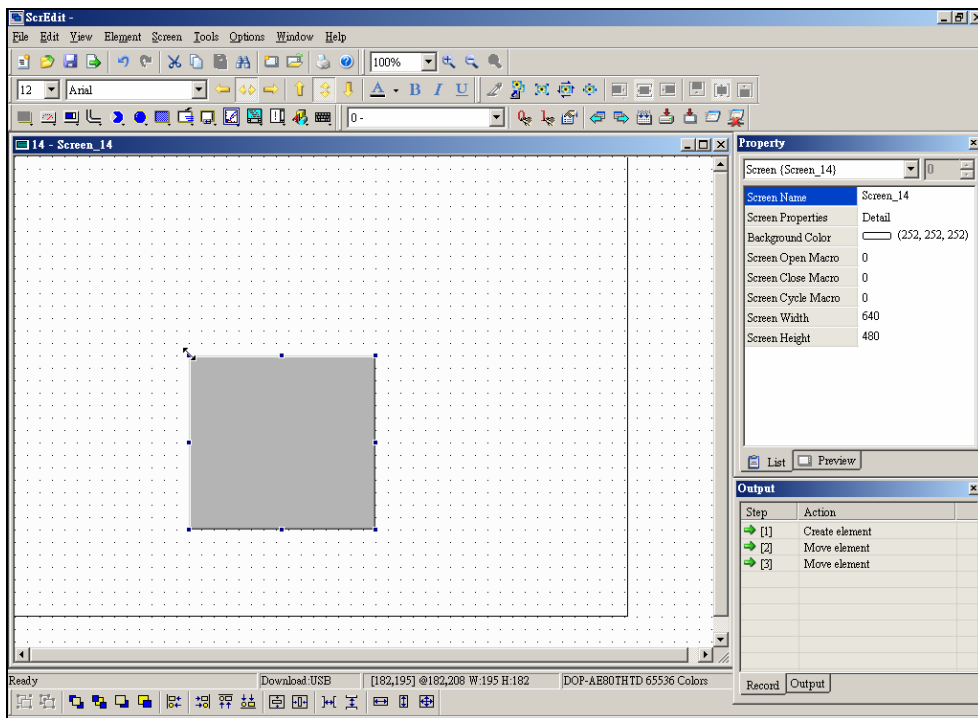 ScrEdit -
File Edit View Element Screen Tools Options Window Help
100%
12 Arial A B I U
0 -
14 - Screen_14
Property
Screen {Screen_14} 0
Screen Name Screen_14
Screen Properties Detail
Background Color (252, 252, 252)
Screen Open Macro 0
Screen Close Macro 0
Screen Cycle Macro 0
Screen Width 640
Screen Height 480
List Preview
Output
Step Action
[1] Create element
[2] Move element
[3] Move element
Record Output
Ready Download:USB [182,195] @182,208 W:195 H:182 DOP-AE80THTD 65536 Colors